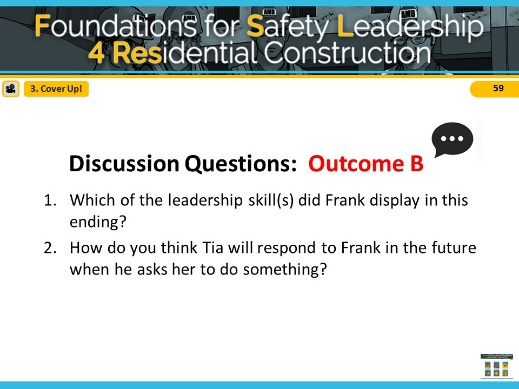 Foundations for Safety Leadership
4 Residential Construction
3. Cover Up!
59
Discussion Questions: Outcome B
1. Which of the leadership skill(s) did Frank display in this
ending?
2. How do you think Tia will respond to Frank in the future
when he asks her to do something?